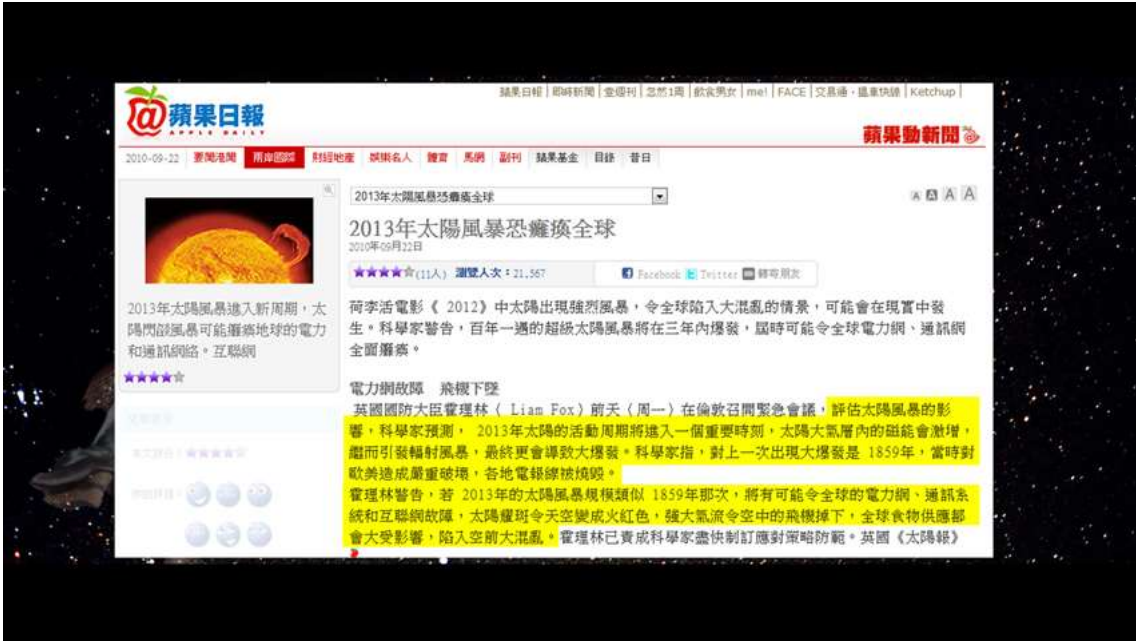 蘋果日報│即時新聞│壹週刊│忽然1周│飲食男女│me!│FACE│交易通‧搵車快線│Ketchup│
蘋果日報
APPLE DAILY
蘋果動新聞
2010-09-22 要聞港聞 兩岸國際 財經地產 娛樂名人 體育 馬網 副刊 蘋果基金 目錄 昔日
2013年太陽風暴恐癱瘓全球
A A A A
2013年太陽風暴恐癱瘓全球
2010年09月22日
(11人) 瀏覽人次：21,567
Facebook Twitter 轉寄朋友
2013年太陽風暴進入新周期，太
陽閃燄風暴可能癱瘓地球的電力
和通訊網絡。互聯網
荷李活電影《 2012》中太陽出現強烈風暴，令全球陷入大混亂的情景，可能會在現實中發
生。科學家警告，百年一遇的超級太陽風暴將在三年內爆發，屆時可能令全球電力網、通訊網
全面癱瘓。
電力網故障　飛機下墜
英國國防大臣霍理林﹙ Liam Fox﹚前天﹙周一﹚在倫敦召開緊急會議，評估太陽風暴的影
響，科學家預測， 2013年太陽的活動周期將進入一個重要時刻，太陽大氣層內的磁能會激增，
繼而引發輻射風暴，最終更會導致大爆發。科學家指，對上一次出現大爆發是 1859年，當時對
歐美造成嚴重破壞，各地電報線被燒毀。
霍理林警告，若 2013年的太陽風暴規模類似 1859年那次，將有可能令全球的電力網、通訊系
統和互聯網故障，太陽耀斑令天空變成火紅色，強大氣流令空中的飛機掉下，全球食物供應都
會大受影響，陷入空前大混亂。霍理林已責成科學家盡快制訂應對策略防範。英國《太陽報》